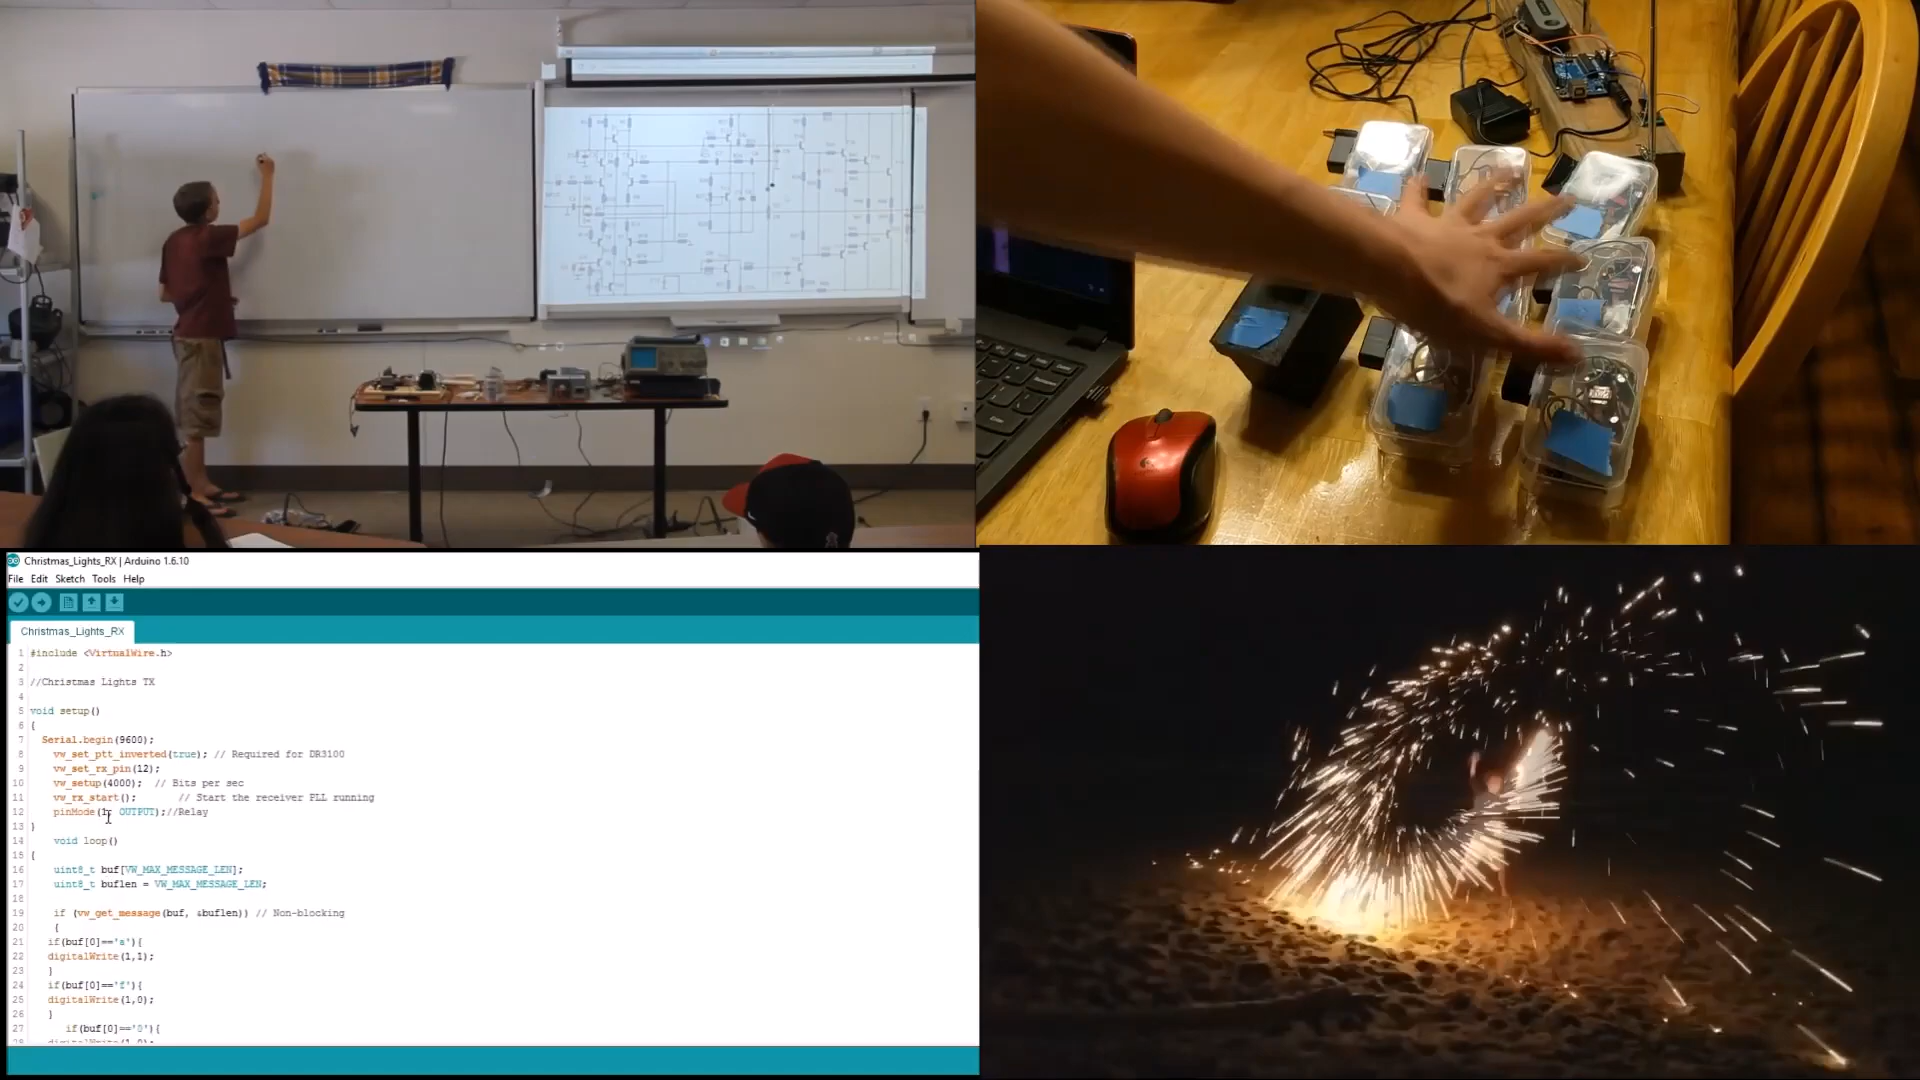 Christmas_Lights_RX | Arduino 1.6.10
File Edit Sketch Tools Help
Christmas_Lights_RX
1 #include <VirtualWire.h>
2
3 //Christmas Lights TX
4
5 void setup()
6 {
7 Serial.begin(9600);
8 vw_set_ptt_inverted(true); // Required for DR3100
9 vw_set_rx_pin(12);
10 vw_setup(4000); // Bits per sec
11 vw_rx_start(); // Start the receiver PLL running
12 pinMode(1, OUTPUT);//Relay
13 }
14 void loop()
15 {
16 uint8_t buf[VW_MAX_MESSAGE_LEN];
17 uint8_t buflen = VW_MAX_MESSAGE_LEN;
18
19 if (vw_get_message(buf, &buflen)) // Non-blocking
20 {
21 if(buf[0]=='a'){
22 digitalWrite(1,1);
23 }
24 if(buf[0]=='f'){
25 digitalWrite(1,0);
26 }
27 if(buf[0]=='0'){
28 digitalWrite(1,0);